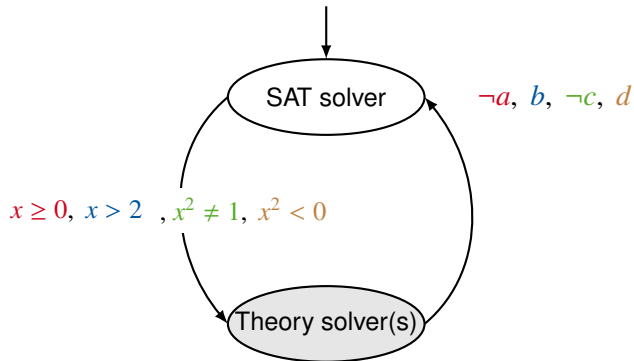 SAT solver
¬a, b, ¬c, d
x ≥ 0, x > 2 , x² ≠ 1, x² < 0
Theory solver(s)